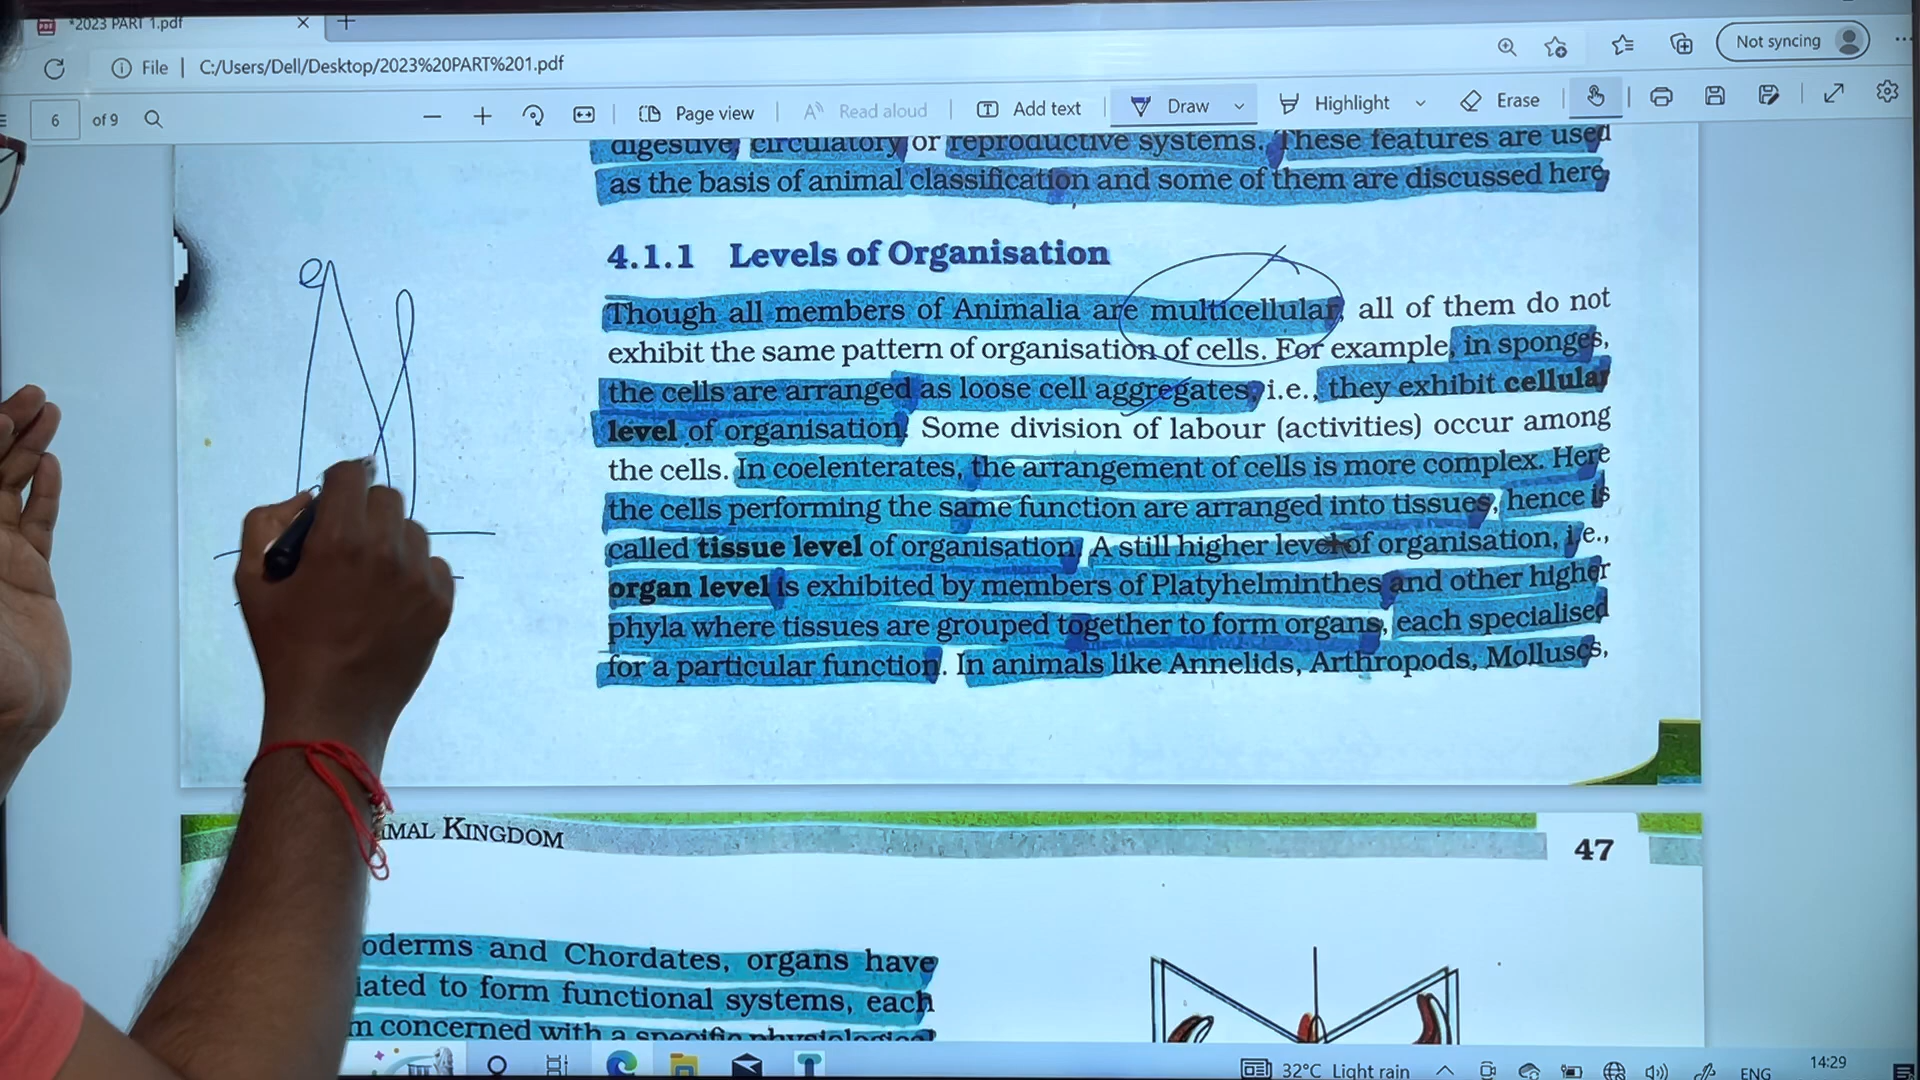 *2023 PART 1.pdf
File | C:/Users/Dell/Desktop/2023%20PART%201.pdf
Not syncing
6 of 9
Page view
Read aloud
Add text
Draw
Highlight
Erase
digestive, circulatory or reproductive systems. These features are used
as the basis of animal classification and some of them are discussed here.
4.1.1 Levels of Organisation
Though all members of Animalia are multicellular, all of them do not
exhibit the same pattern of organisation of cells. For example, in sponges,
the cells are arranged as loose cell aggregates, i.e., they exhibit cellular
level of organisation. Some division of labour (activities) occur among
the cells. In coelenterates, the arrangement of cells is more complex. Here
the cells performing the same function are arranged into tissues, hence is
called tissue level of organisation. A still higher level of organisation, i.e.,
organ level is exhibited by members of Platyhelminthes and other higher
phyla where tissues are grouped together to form organs, each specialised
for a particular function. In animals like Annelids, Arthropods, Molluscs,
IMAL KINGDOM
47
oderms and Chordates, organs have
iated to form functional systems, each
m concerned with a specific physiological
32°C Light rain
ENG
14:29